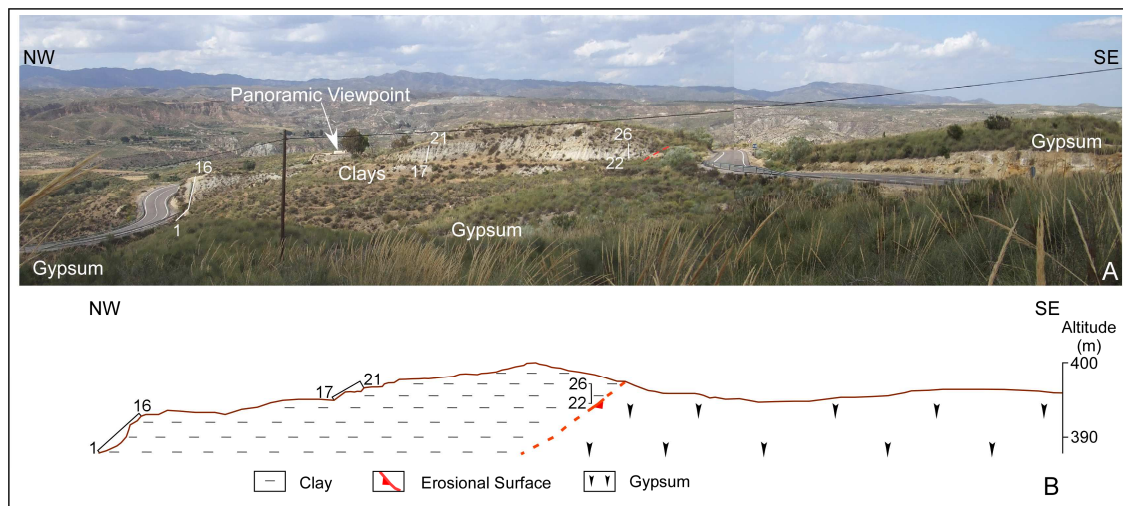 NW
SE
Panoramic Viewpoint
21
26
Gypsum
16
Clays
17
22
1
Gypsum
Gypsum
A
NW
SE
Altitude
(m)
400
26
21
17
22
16
390
1
Clay
Erosional Surface
Gypsum
B